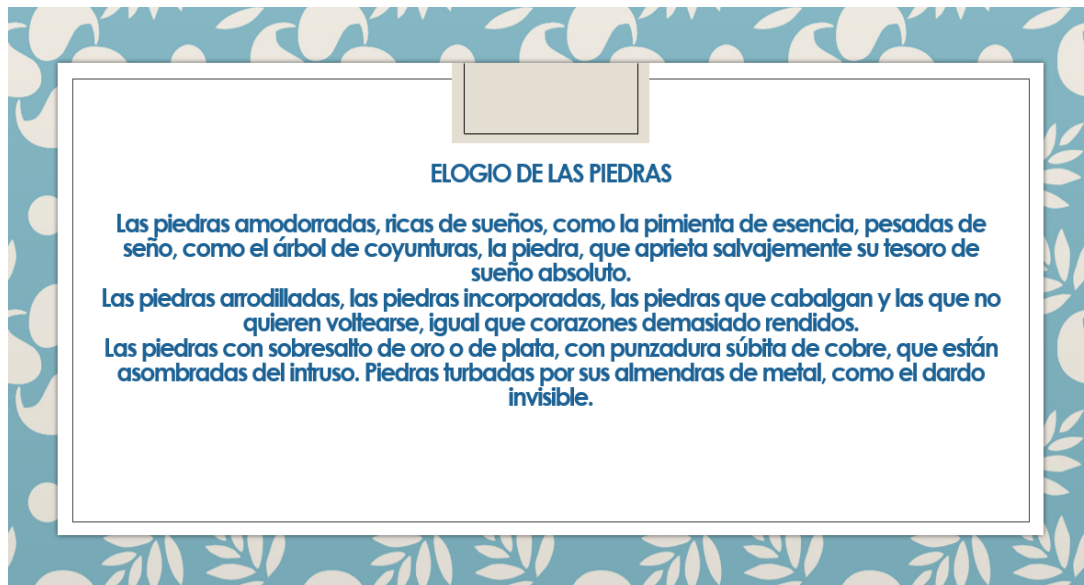 ELOGIO DE LAS PIEDRAS
Las piedras amodorradas, ricas de sueños, como la pimienta de esencia, pesadas de
seño, como el árbol de coyunturas, la piedra, que aprieta salvajemente su tesoro de
sueño absoluto.
Las piedras arrodilladas, las piedras incorporadas, las piedras que cabalgan y las que no
quieren voltearse, igual que corazones demasiado rendidos.
Las piedras con sobresalto de oro o de plata, con punzadura súbita de cobre, que están
asombradas del intruso. Piedras turbadas por sus almendras de metal, como el dardo
invisible.